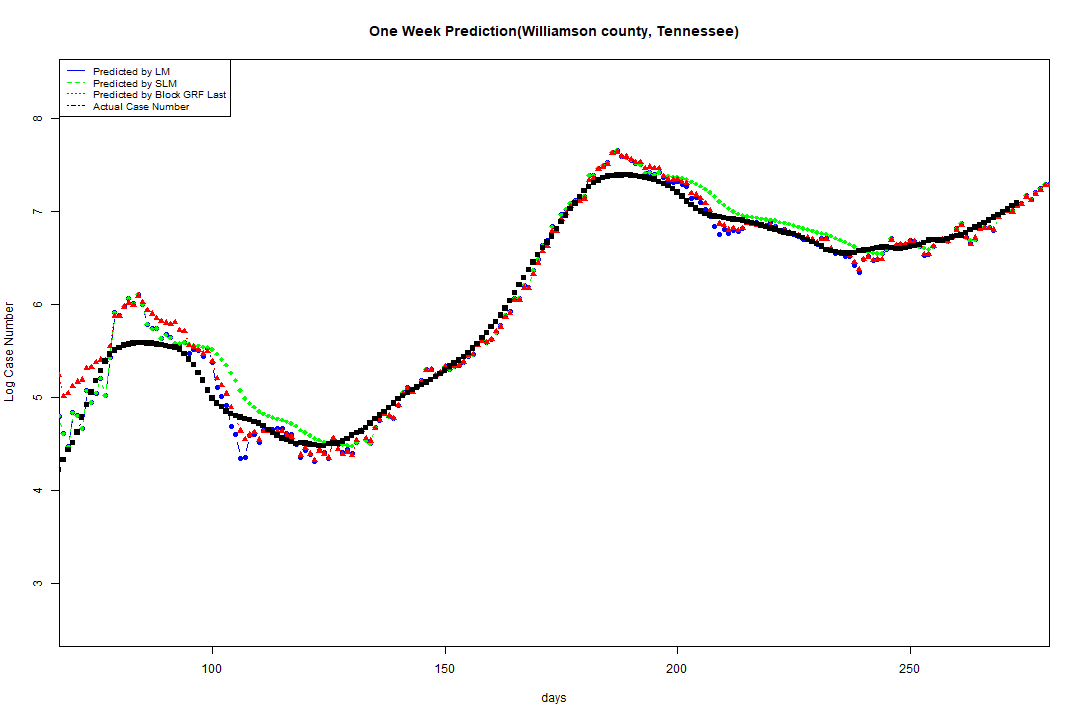 One Week Prediction(Williamson county, Tennessee)
Predicted by LM
Predicted by SLM
Predicted by Block GRF Last
Actual Case Number
Log Case Number
8
7
6
5
4
3
100 150 200 250
days